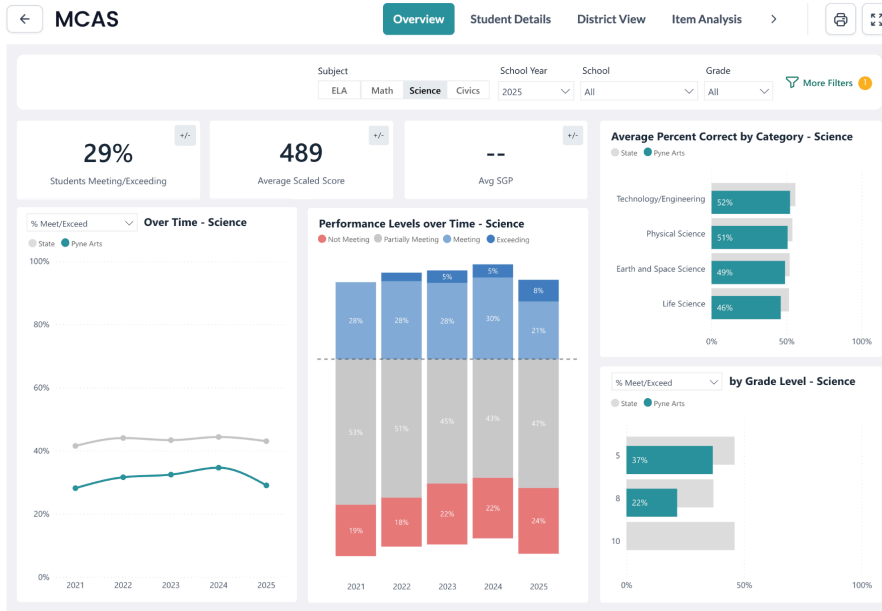 MCAS
Overview Student Details District View Item Analysis
Subject School Year School Grade
ELA Math Science Civics 2025 All All More Filters 1
+/- +/- +/-
29% 489 --
Students Meeting/Exceeding Average Scaled Score Avg SGP
% Meet/Exceed Over Time - Science
State Pyne Arts
100%
80%
60%
40%
20%
0%
2021 2022 2023 2024 2025
Performance Levels over Time - Science
Not Meeting Partially Meeting Meeting Exceeding
5% 5% 8%
28% 28% 28% 30% 21%
53% 51% 45% 43% 47%
19% 18% 22% 22% 24%
2021 2022 2023 2024 2025
Average Percent Correct by Category - Science
State Pyne Arts
Technology/Engineering 52%
Physical Science 51%
Earth and Space Science 49%
Life Science 46%
0% 50% 100%
% Meet/Exceed by Grade Level - Science
State Pyne Arts
5 37%
8 22%
10
0% 50% 100%